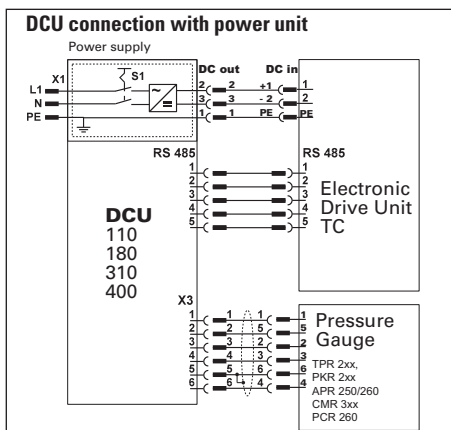 DCU connection with power unit
Power supply
X1
S1
DC out
DC in
L1
2 2 +1 1
N
3 3 - 2 2
PE
1 1 PE PE
RS 485
RS 485
1 1
2 2
3 3
4 4
5 5
DCU
110
180
310
400
Electronic
Drive Unit
TC
X3
1 1 1 1
2 2 5 5
3 3 2 2
4 4 3 3
5 5 6 6
6 6 4 4
Pressure
Gauge
TPR 2xx,
PKR 2xx
APR 250/260
CMR 3xx
PCR 260